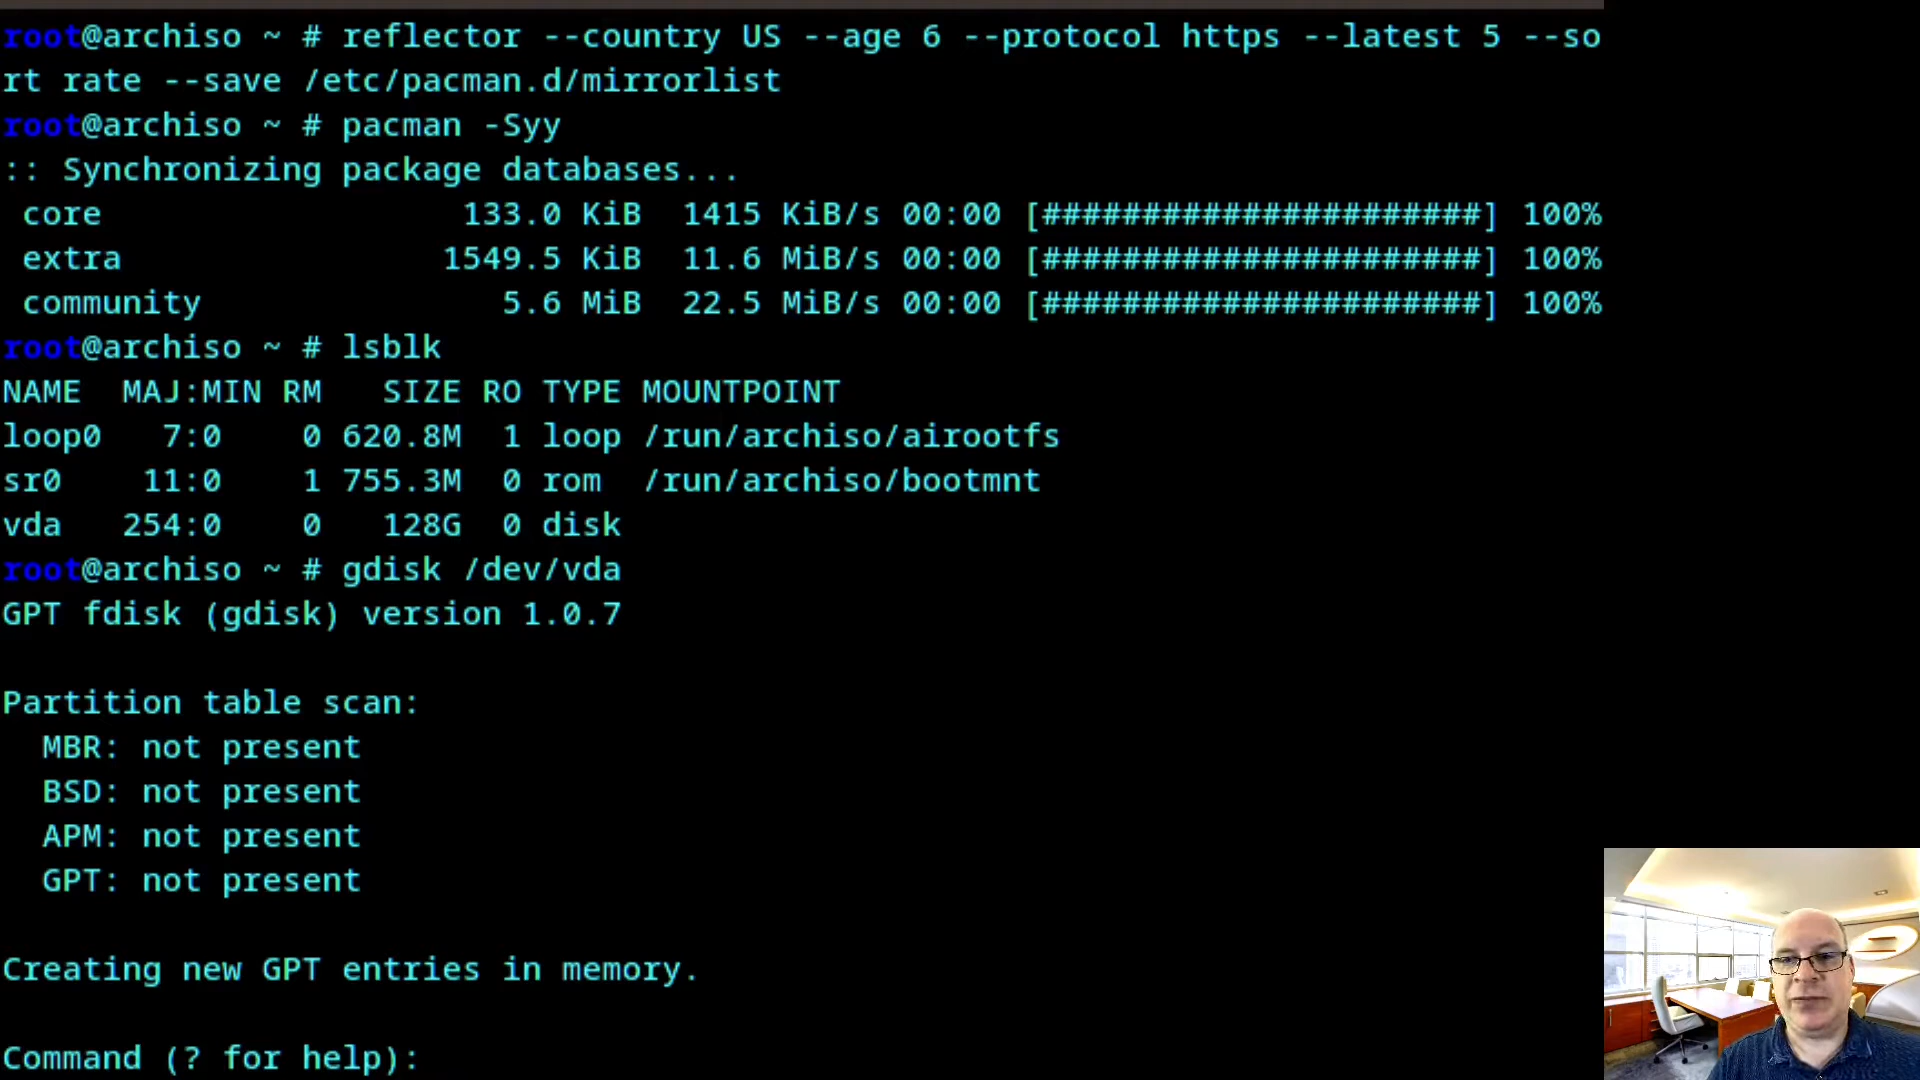 root@archiso ~ # reflector --country US --age 6 --protocol https --latest 5 --so
rt rate --save /etc/pacman.d/mirrorlist
root@archiso ~ # pacman -Syy
:: Synchronizing package databases...
 core                  133.0 KiB  1415 KiB/s 00:00 [######################] 100%
 extra                1549.5 KiB  11.6 MiB/s 00:00 [######################] 100%
 community               5.6 MiB  22.5 MiB/s 00:00 [######################] 100%
root@archiso ~ # lsblk
NAME  MAJ:MIN RM   SIZE RO TYPE MOUNTPOINT
loop0   7:0    0 620.8M  1 loop /run/archiso/airootfs
sr0    11:0    1 755.3M  0 rom  /run/archiso/bootmnt
vda   254:0    0   128G  0 disk
root@archiso ~ # gdisk /dev/vda
GPT fdisk (gdisk) version 1.0.7
Partition table scan:
  MBR: not present
  BSD: not present
  APM: not present
  GPT: not present
Creating new GPT entries in memory.
Command (? for help):